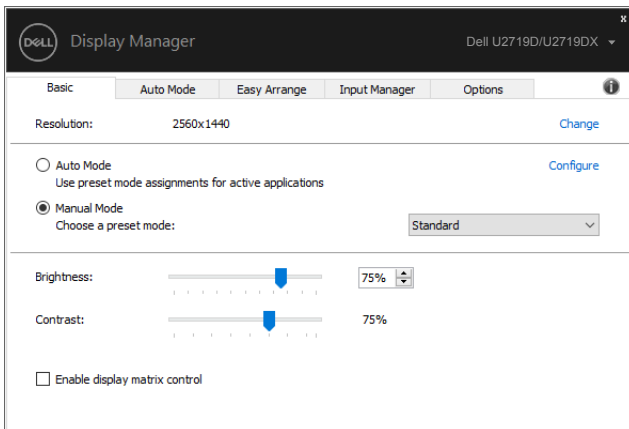 x
DELL Display Manager Dell U2719D/U2719DX
Basic Auto Mode Easy Arrange Input Manager Options i
Resolution: 2560x1440 Change
Auto Mode Configure
Use preset mode assignments for active applications
Manual Mode
Choose a preset mode: Standard
Brightness: 75%
Contrast: 75%
Enable display matrix control